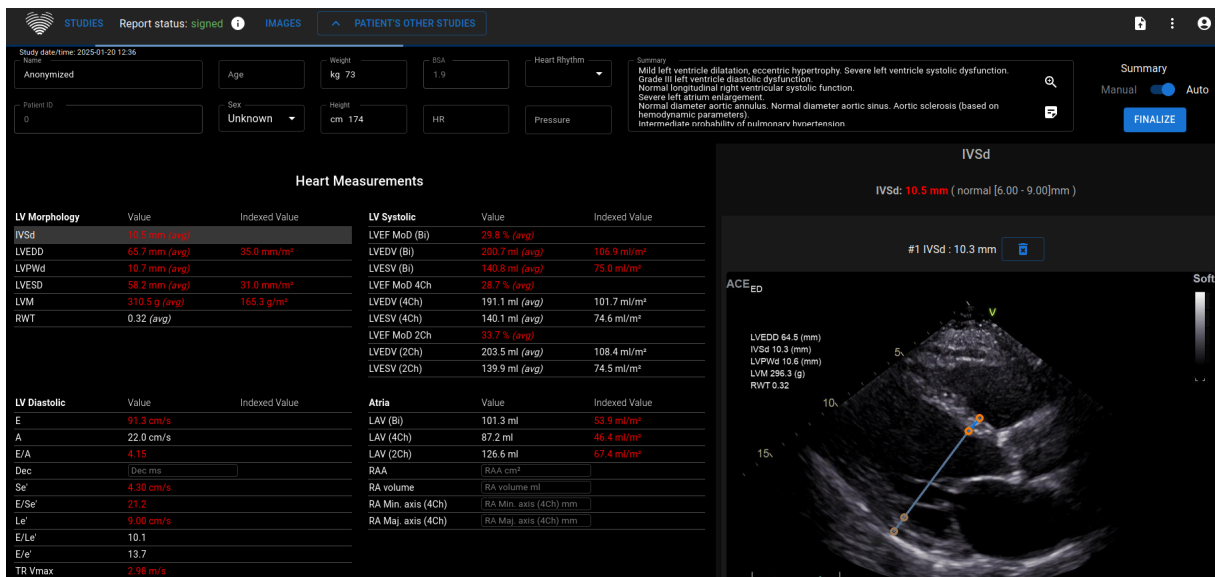 STUDIES Report status: signed i IMAGES PATIENT'S OTHER STUDIES
Study date/time: 2025-01-20 12:36
Name Anonymized
Age
Weight kg 73
BSA 1.9
Heart Rhythm
Patient ID 0
Sex Unknown
Height cm 174
HR
Pressure
Summary
Mild left ventricle dilatation, eccentric hypertrophy. Severe left ventricle systolic dysfunction.
Grade III left ventricle diastolic dysfunction.
Normal longitudinal right ventricular systolic function.
Severe left atrium enlargement.
Normal diameter aortic annulus. Normal diameter aortic sinus. Aortic sclerosis (based on
hemodynamic parameters).
Intermediate probability of pulmonary hypertension.
Summary
Manual Auto
FINALIZE
Heart Measurements
LV Morphology Value Indexed Value
IVSd 10.5 mm (avg)
LVEDD 65.7 mm (avg) 35.0 mm/m²
LVPWd 10.7 mm (avg)
LVESD 58.2 mm (avg) 31.0 mm/m²
LVM 310.5 g (avg) 165.3 g/m²
RWT 0.32 (avg)
LV Systolic Value Indexed Value
LVEF MoD (Bi) 29.8 % (avg)
LVEDV (Bi) 200.7 ml (avg) 106.9 ml/m²
LVESV (Bi) 140.8 ml (avg) 75.0 ml/m²
LVEF MoD 4Ch 28.7 % (avg)
LVEDV (4Ch) 191.1 ml (avg) 101.7 ml/m²
LVESV (4Ch) 140.1 ml (avg) 74.6 ml/m²
LVEF MoD 2Ch 33.7 % (avg)
LVEDV (2Ch) 203.5 ml (avg) 108.4 ml/m²
LVESV (2Ch) 139.9 ml (avg) 74.5 ml/m²
LV Diastolic Value Indexed Value
E 91.3 cm/s
A 22.0 cm/s
E/A 4.15
Dec Dec ms
Se' 4.30 cm/s
E/Se' 21.2
Le' 9.00 cm/s
E/Le' 10.1
E/e' 13.7
TR Vmax 2.98 m/s
Atria Value Indexed Value
LAV (Bi) 101.3 ml 53.9 ml/m²
LAV (4Ch) 87.2 ml 46.4 ml/m²
LAV (2Ch) 126.6 ml 67.4 ml/m²
RAA RAA cm²
RA volume RA volume ml
RA Min. axis (4Ch) RA Min. axis (4Ch) mm
RA Maj. axis (4Ch) RA Maj. axis (4Ch) mm
IVSd
IVSd: 10.5 mm ( normal [6.00 - 9.00]mm )
#1 IVSd : 10.3 mm
ACE ED
Soft
V
LVEDD 64.5 (mm)
IVSd 10.3 (mm)
LVPWd 10.6 (mm)
LVM 296.3 (g)
RWT 0.32
5
10
15